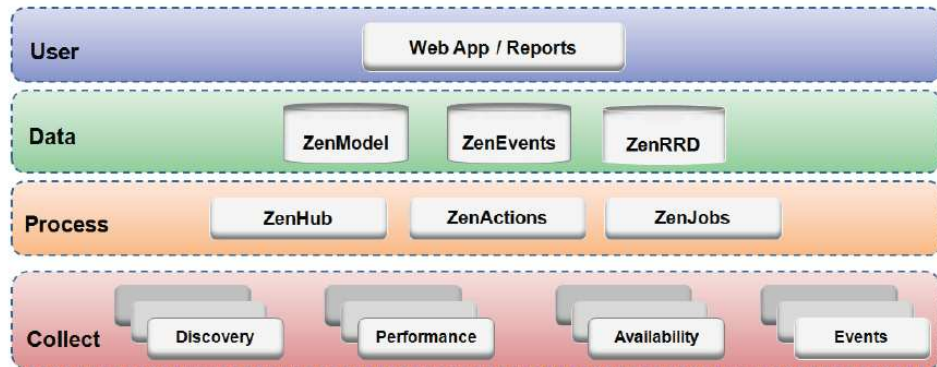 User
Web App / Reports
Data
ZenModel
ZenEvents
ZenRRD
Process
ZenHub
ZenActions
ZenJobs
Collect
Discovery
Performance
Availability
Events